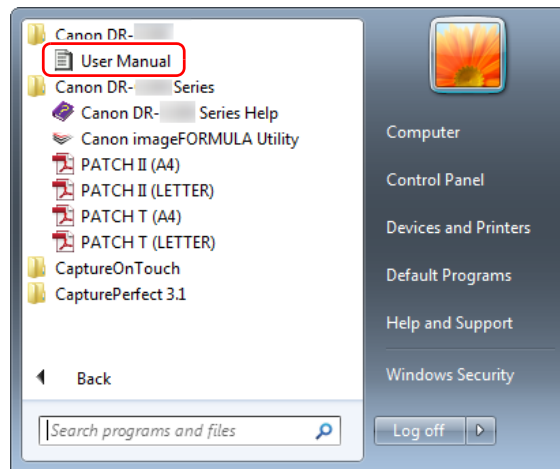 Canon DR-
User Manual
Canon DR- Series
Canon DR- Series Help
Canon imageFORMULA Utility
PATCH II (A4)
PATCH II (LETTER)
PATCH T (A4)
PATCH T (LETTER)
CaptureOnTouch
CapturePerfect 3.1
Back
Search programs and files
Computer
Control Panel
Devices and Printers
Default Programs
Help and Support
Windows Security
Log off